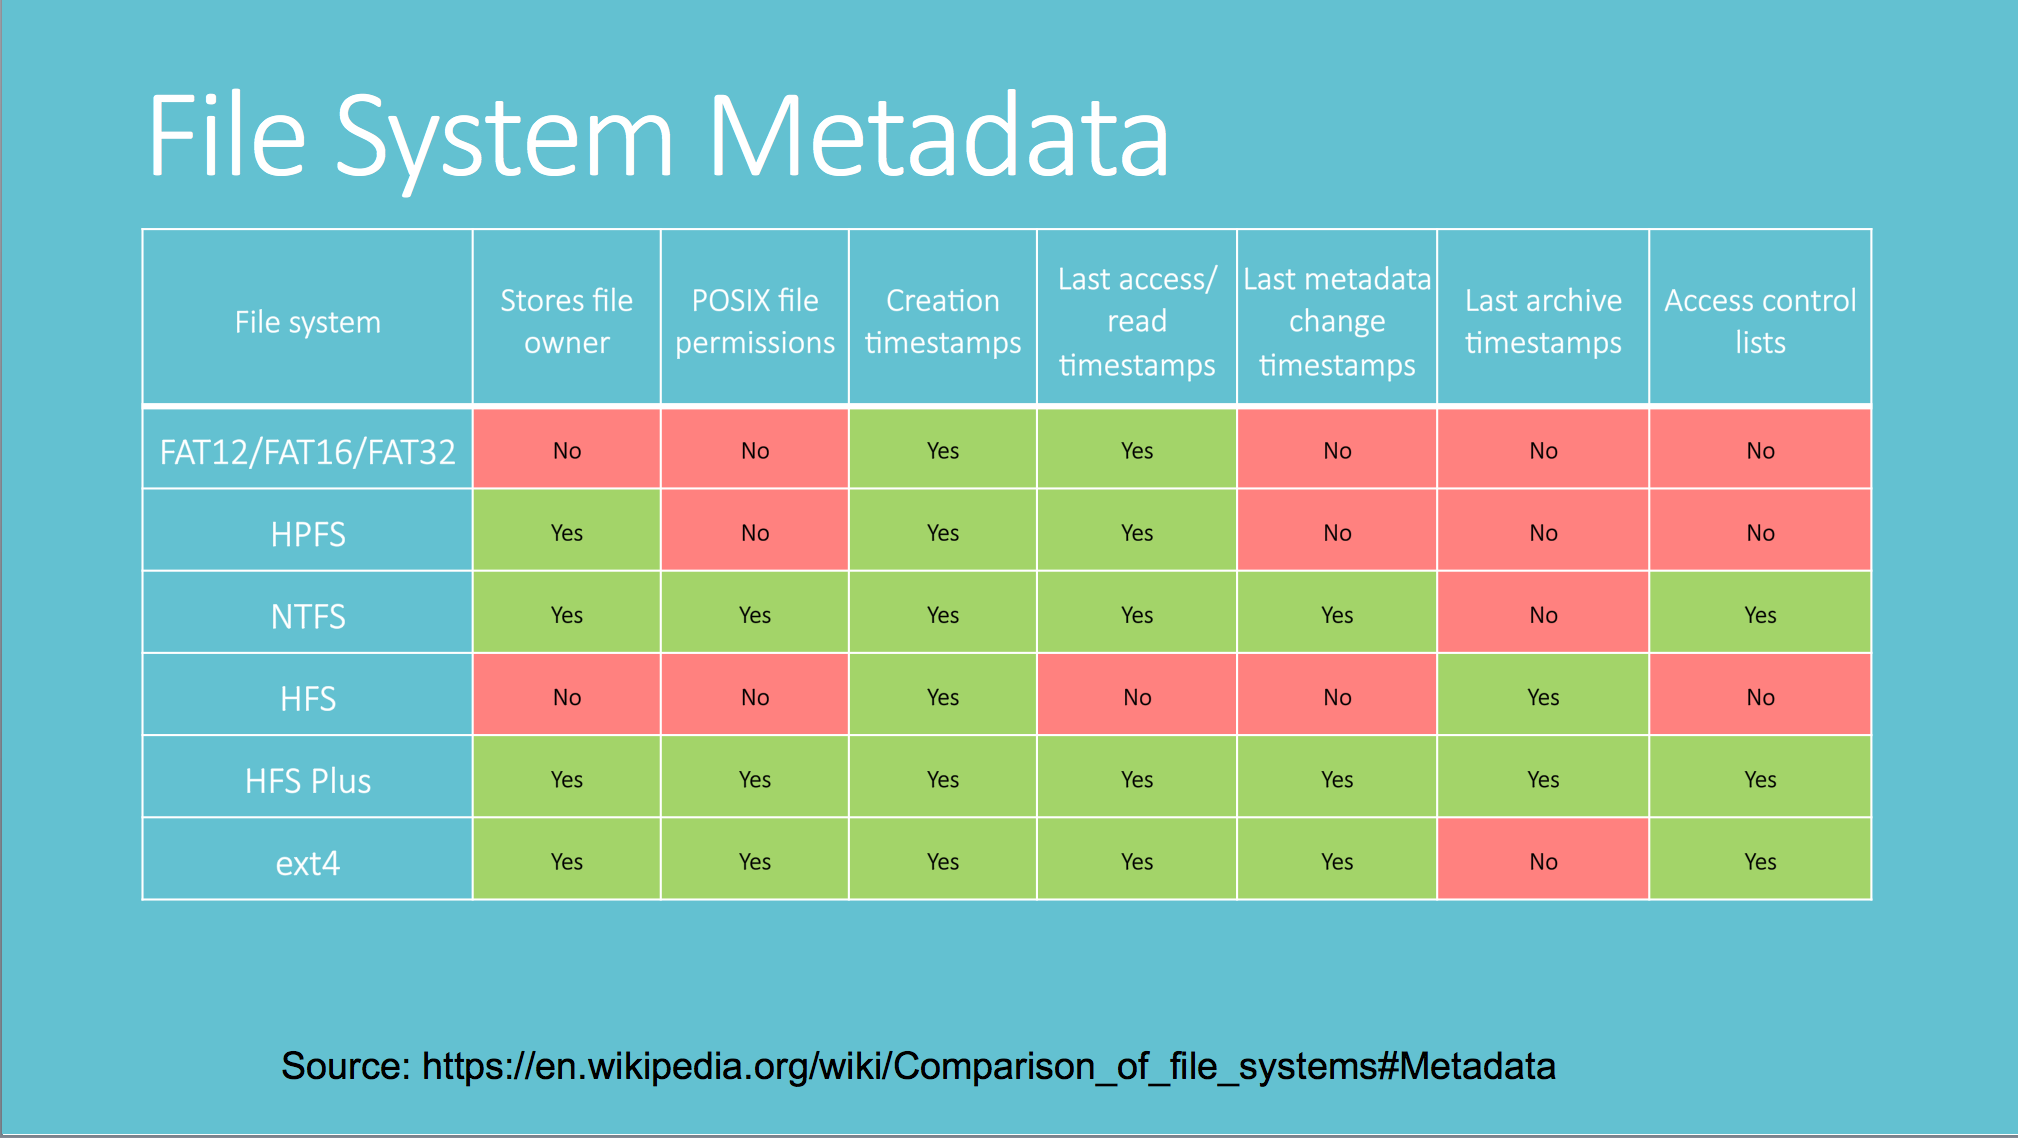 File System Metadata
File system
Stores file
owner
POSIX file
permissions
Creation
timestamps
Last access/
read
timestamps
Last metadata
change
timestamps
Last archive
timestamps
Access control
lists
FAT12/FAT16/FAT32 No No Yes Yes No No No
HPFS Yes No Yes Yes No No No
NTFS Yes Yes Yes Yes Yes No Yes
HFS No No Yes No No Yes No
HFS Plus Yes Yes Yes Yes Yes Yes Yes
ext4 Yes Yes Yes Yes Yes No Yes
Source: https://en.wikipedia.org/wiki/Comparison_of_file_systems#Metadata